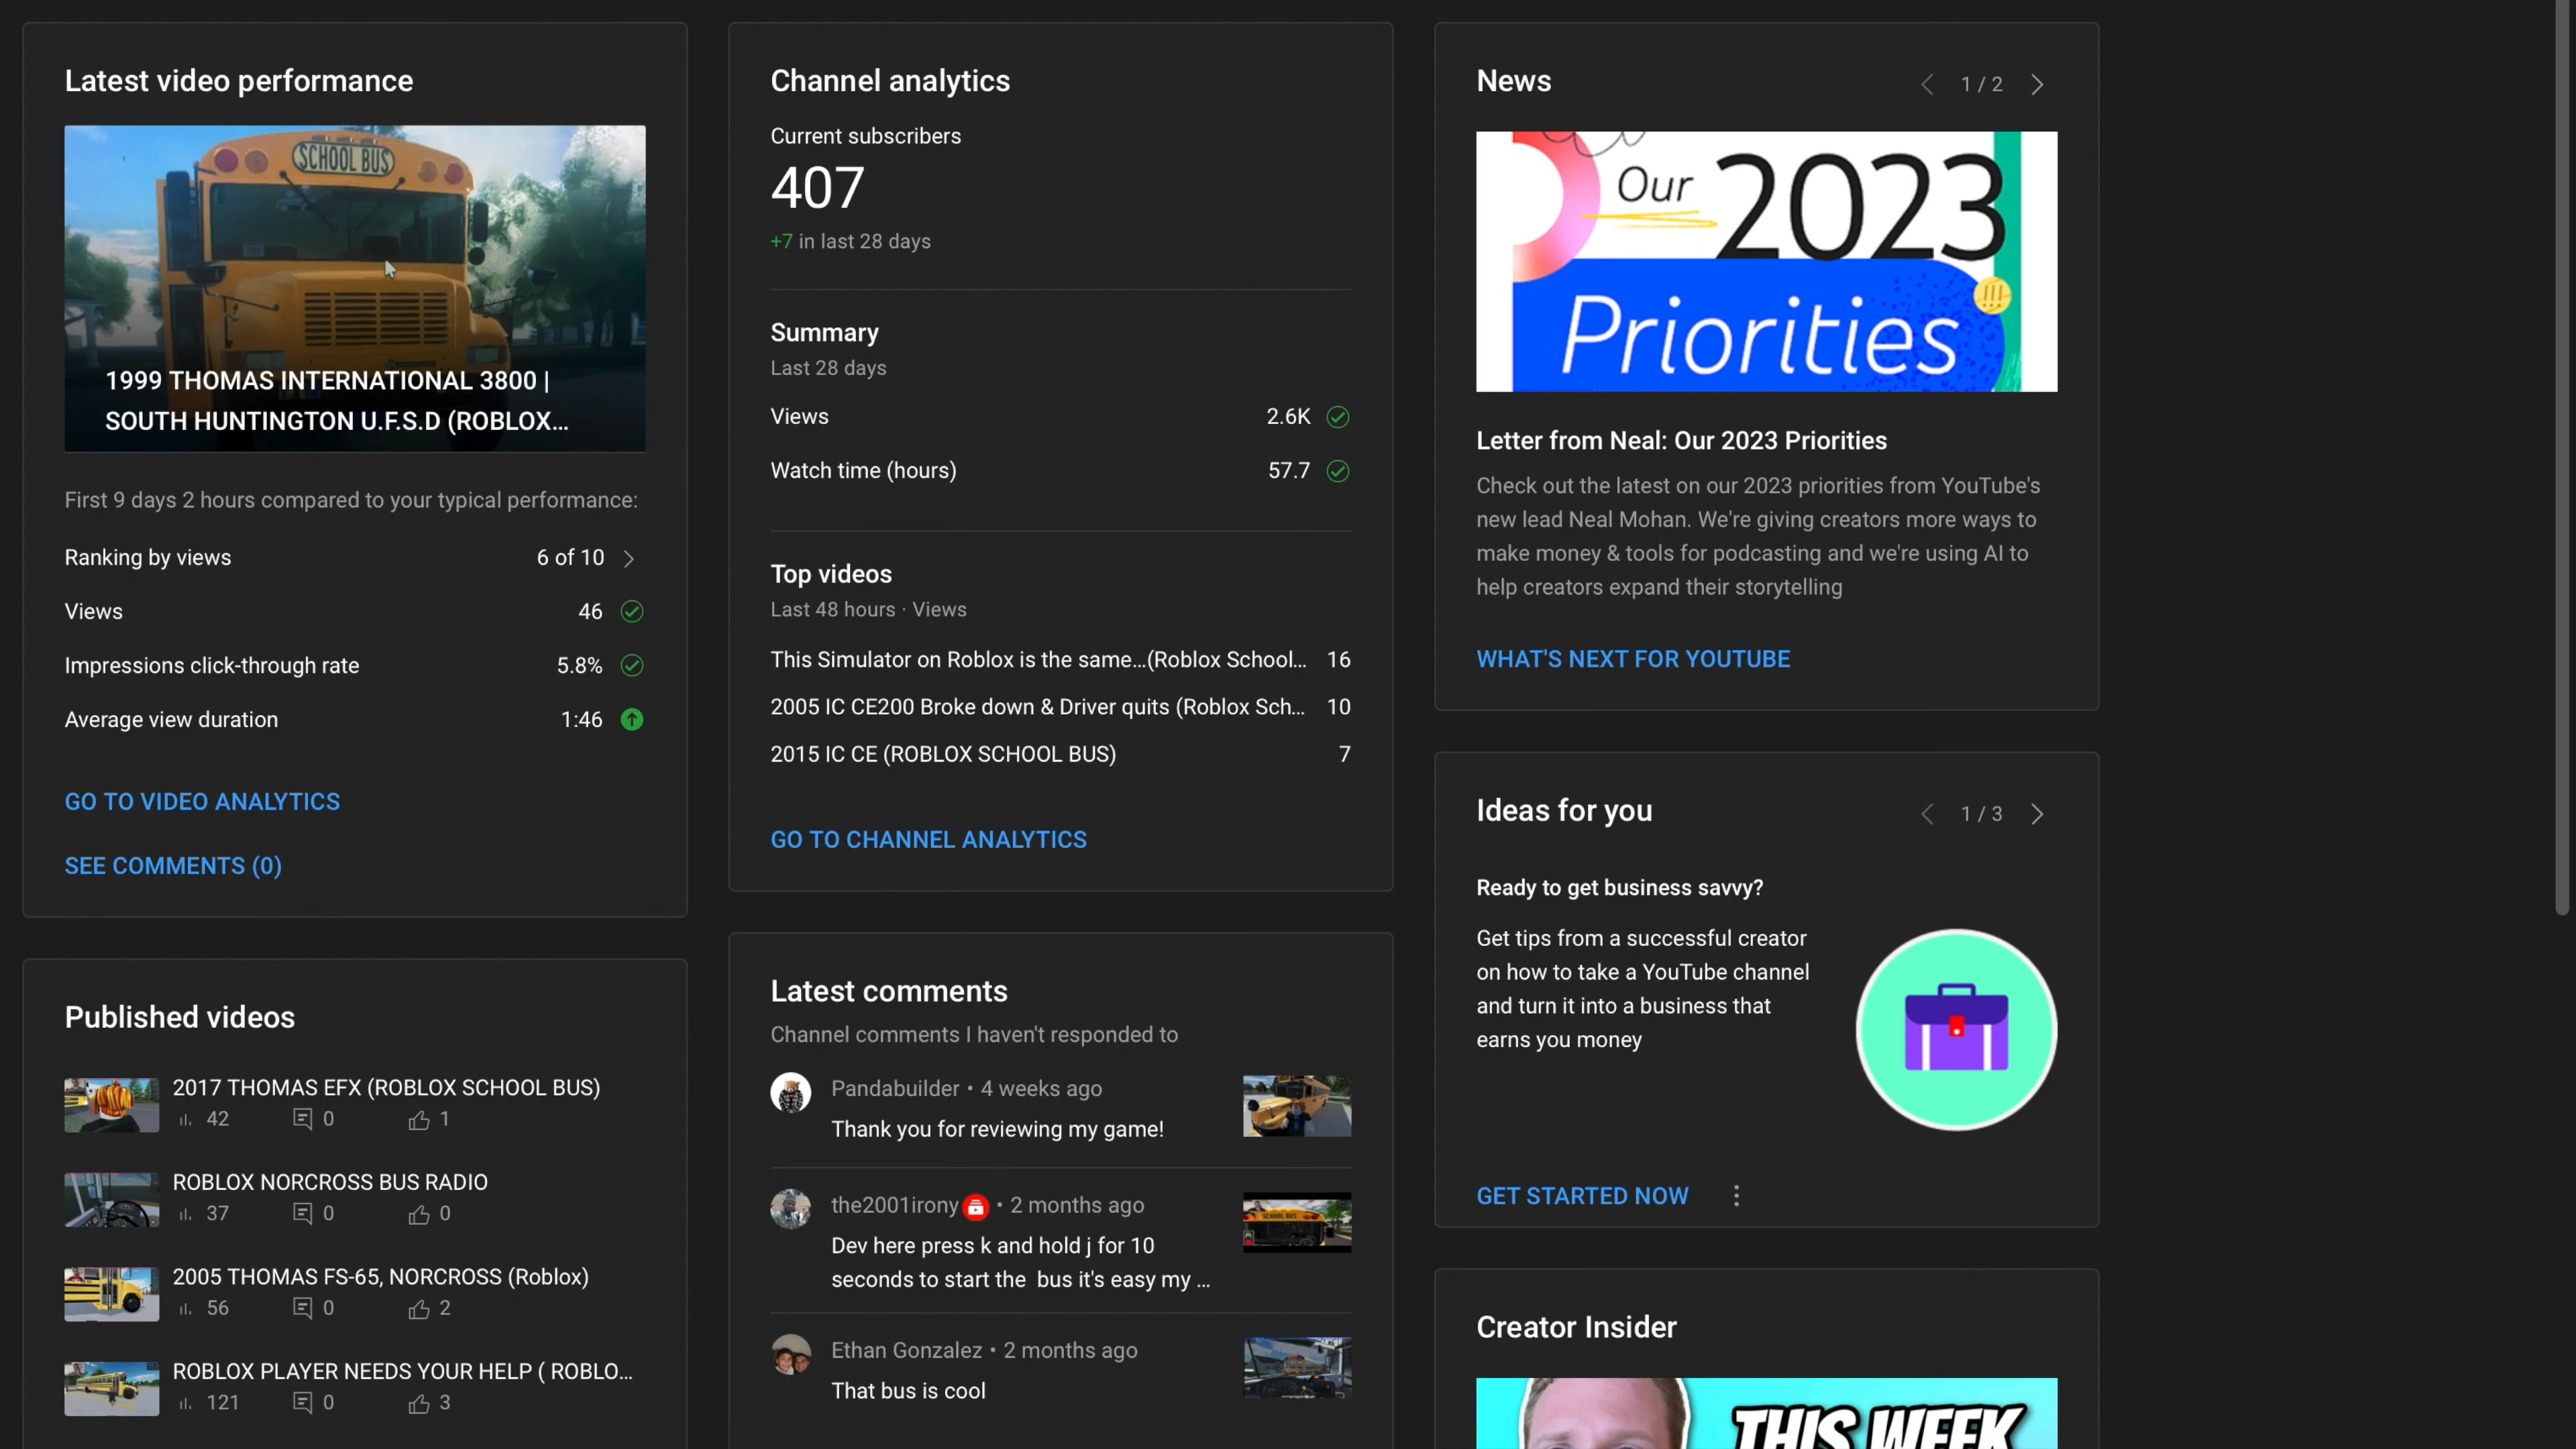 Latest video performance
SCHOOL BUS
1999 THOMAS INTERNATIONAL 3800 |
SOUTH HUNTINGTON U.F.S.D (ROBLOX...
First 9 days 2 hours compared to your typical performance:
Ranking by views 6 of 10
Views 46
Impressions click-through rate 5.8%
Average view duration 1:46
GO TO VIDEO ANALYTICS
SEE COMMENTS (0)
Published videos
2017 THOMAS EFX (ROBLOX SCHOOL BUS)
42 0 1
ROBLOX NORCROSS BUS RADIO
37 0 0
2005 THOMAS FS-65, NORCROSS (Roblox)
56 0 2
ROBLOX PLAYER NEEDS YOUR HELP ( ROBLO...
121 0 3
Channel analytics
Current subscribers
407
+7 in last 28 days
Summary
Last 28 days
Views 2.6K
Watch time (hours) 57.7
Top videos
Last 48 hours · Views
This Simulator on Roblox is the same...(Roblox School... 16
2005 IC CE200 Broke down & Driver quits (Roblox Sch... 10
2015 IC CE (ROBLOX SCHOOL BUS) 7
GO TO CHANNEL ANALYTICS
Latest comments
Channel comments I haven't responded to
Pandabuilder • 4 weeks ago
Thank you for reviewing my game!
the2001irony • 2 months ago
Dev here press k and hold j for 10
seconds to start the bus it's easy my ...
SCHOOL BUS
Ethan Gonzalez • 2 months ago
That bus is cool
News 1 / 2
Our 2023
Priorities
Letter from Neal: Our 2023 Priorities
Check out the latest on our 2023 priorities from YouTube's
new lead Neal Mohan. We're giving creators more ways to
make money & tools for podcasting and we're using AI to
help creators expand their storytelling
WHAT'S NEXT FOR YOUTUBE
Ideas for you 1 / 3
Ready to get business savvy?
Get tips from a successful creator
on how to take a YouTube channel
and turn it into a business that
earns you money
GET STARTED NOW
Creator Insider
THIS WEEK